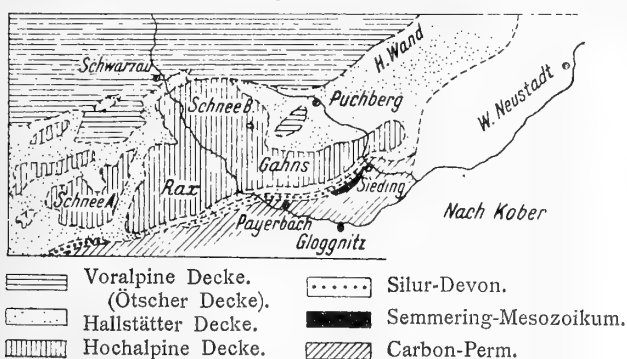 H. Wand
Schwarrau
Schnee B.
Puchberg
W. Neustadt
Gahns
Rax
Schnee A.
Sieding
Payerbach
Nach Kober
Gloggnitz
Voralpine Decke.
(Ötscher Decke).
Hallstätter Decke.
Hochalpine Decke.
Silur-Devon.
Semmering-Mesozoikum.
Carbon-Perm.